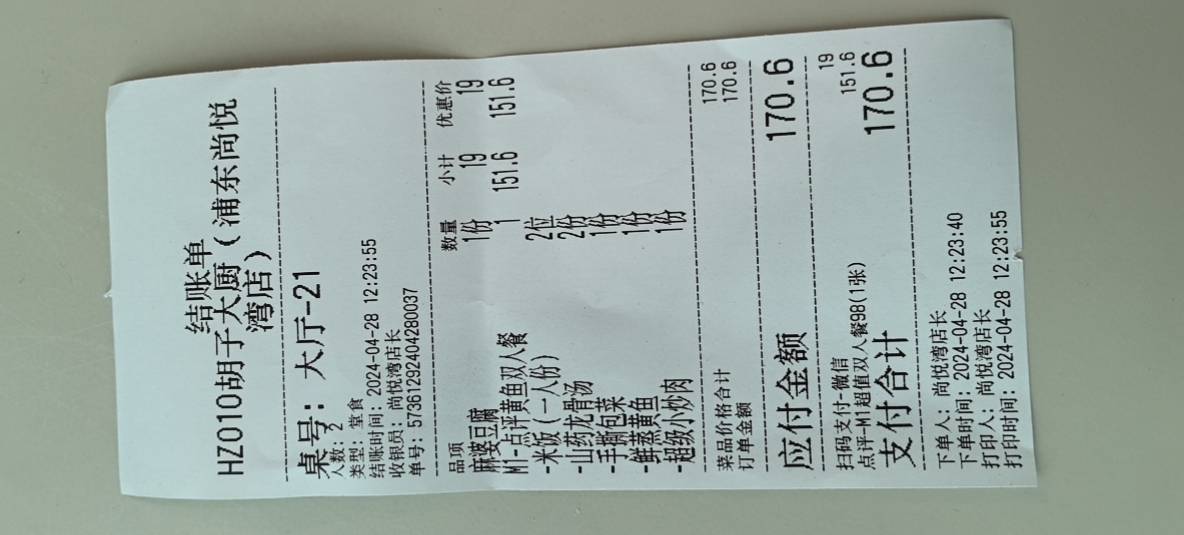 结账单
HZ010胡子大厨(浦东尚悦
湾店)
桌号: 大厅-21
人数: 2
类型: 堂食
结账时间: 2024-04-28 12:23:55
收银员: 尚悦湾店长
单号: 57361292404280037
品项 数量 小计 优惠价
麻婆豆腐 1份 19 19
M1-点评黄鱼双人餐 1 151.6 151.6
-米饭(一人份) 2位
-山药龙骨汤 2份
-手撕包菜 1份
-鲜蒸黄鱼 1份
-超级小炒肉 1份
菜品价格合计 170.6
订单金额 170.6
应付金额 170.6
扫码支付-微信 19
点评-M1超值双人餐98(1张) 151.6
支付合计 170.6
下单人: 尚悦湾店长
下单时间: 2024-04-28 12:23:40
打印人: 尚悦湾店长
打印时间: 2024-04-28 12:23:55